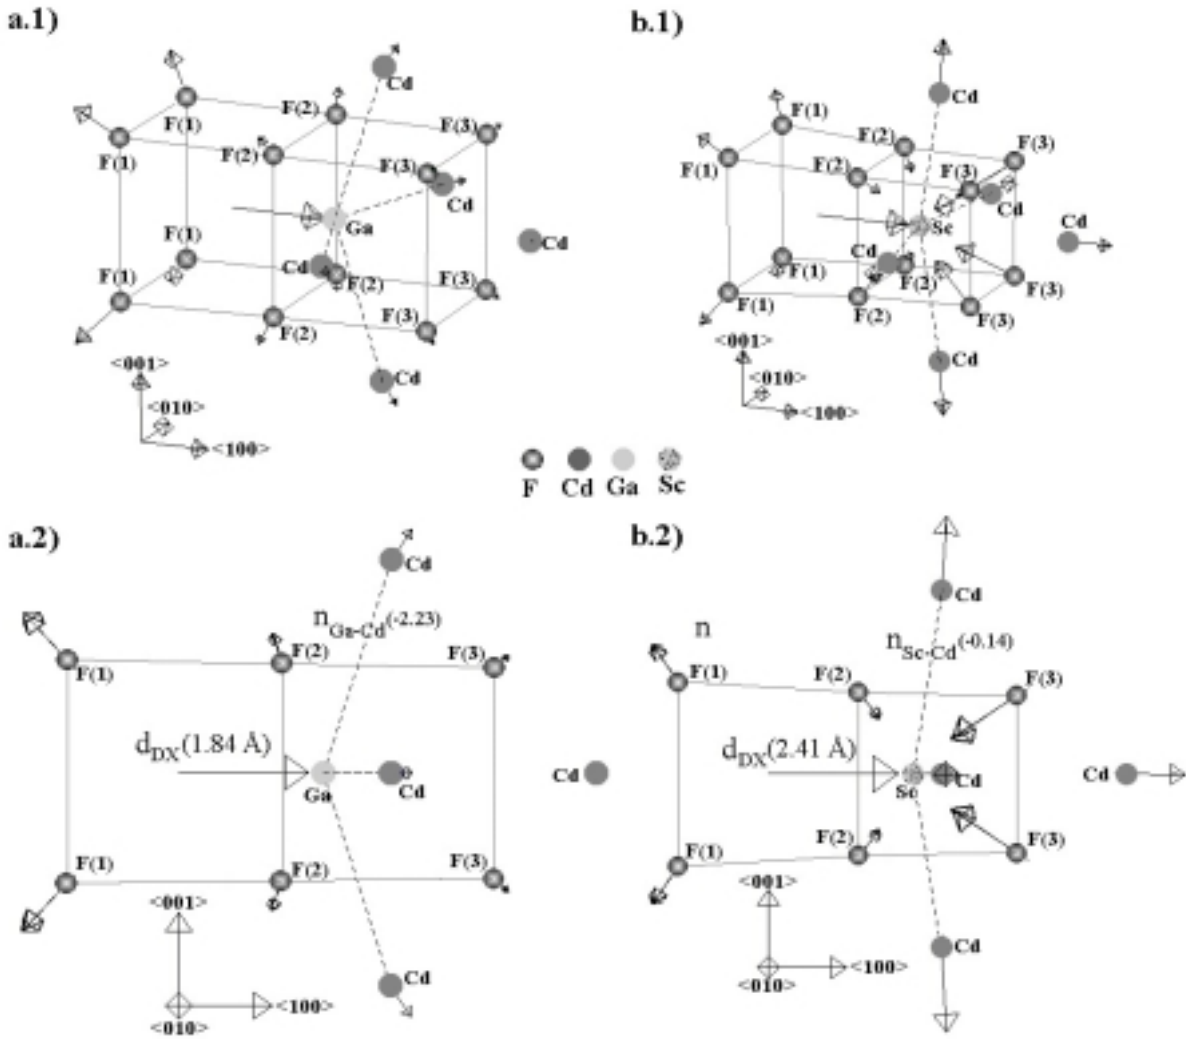 a.1)
b.1)
Cd
Cd
F(1)
F(2)
F(3)
F(1)
F(2)
F(3)
Cd
Ga
F(1)
Cd
F(1)
F(2)
F(3)
F(2)
F(3)
Cd
Cd
<001>
<010>
<100>
F(1)
F(2)
F(3)
F(1)
F(2)
F(3)
Cd
Sc
Cd
Cd
F(1)
F(2)
F(3)
F(1)
F(2)
F(3)
Cd
<001>
<010>
<100>
F Cd Ga Sc
a.2)
b.2)
Cd
nGa-Cd(-2.23)
F(1)
F(2)
F(3)
dDX(1.84 Å)
Ga
Cd
Cd
F(1)
F(2)
F(3)
Cd
<001>
<100>
<010>
Cd
n
nSc-Cd(-0.14)
F(1)
F(2)
F(3)
dDX(2.41 Å)
Sc
Cd
Cd
F(1)
F(2)
F(3)
<001>
Cd
<100>
<010>